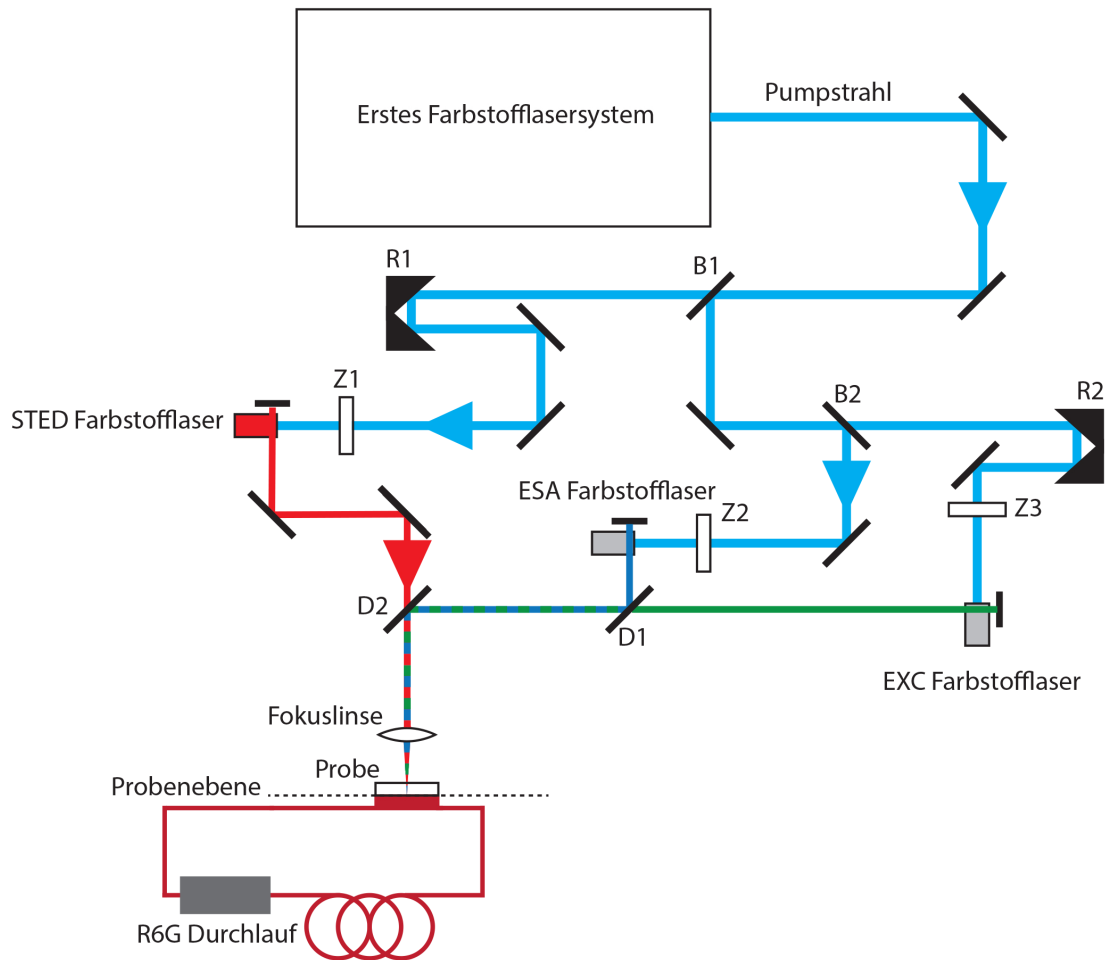 Pumpstrahl
Erstes Farbstofflasersystem
R1
B1
Z1
B2
R2
STED Farbstofflaser
ESA Farbstofflaser
Z2
Z3
D2
D1
EXC Farbstofflaser
Fokuslinse
Probe
Probenebene
R6G Durchlauf